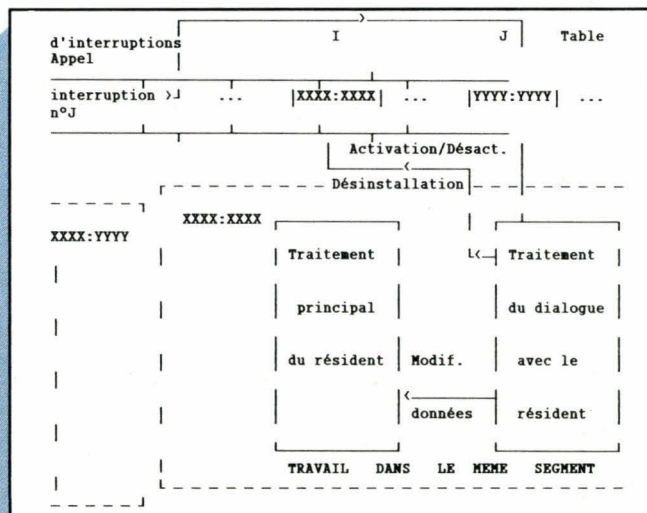 I J Table
d'interruptions
Appel
interruption >┘ ... |XXXX:XXXX| ... |YYYY:YYYY| ...
n°J
Activation/Désact.
Désinstallation
XXXX:XXXX
XXXX:YYYY
Traitement Traitement
principal du dialogue
du résident Modif. avec le
données résident
TRAVAIL DANS LE MEME SEGMENT